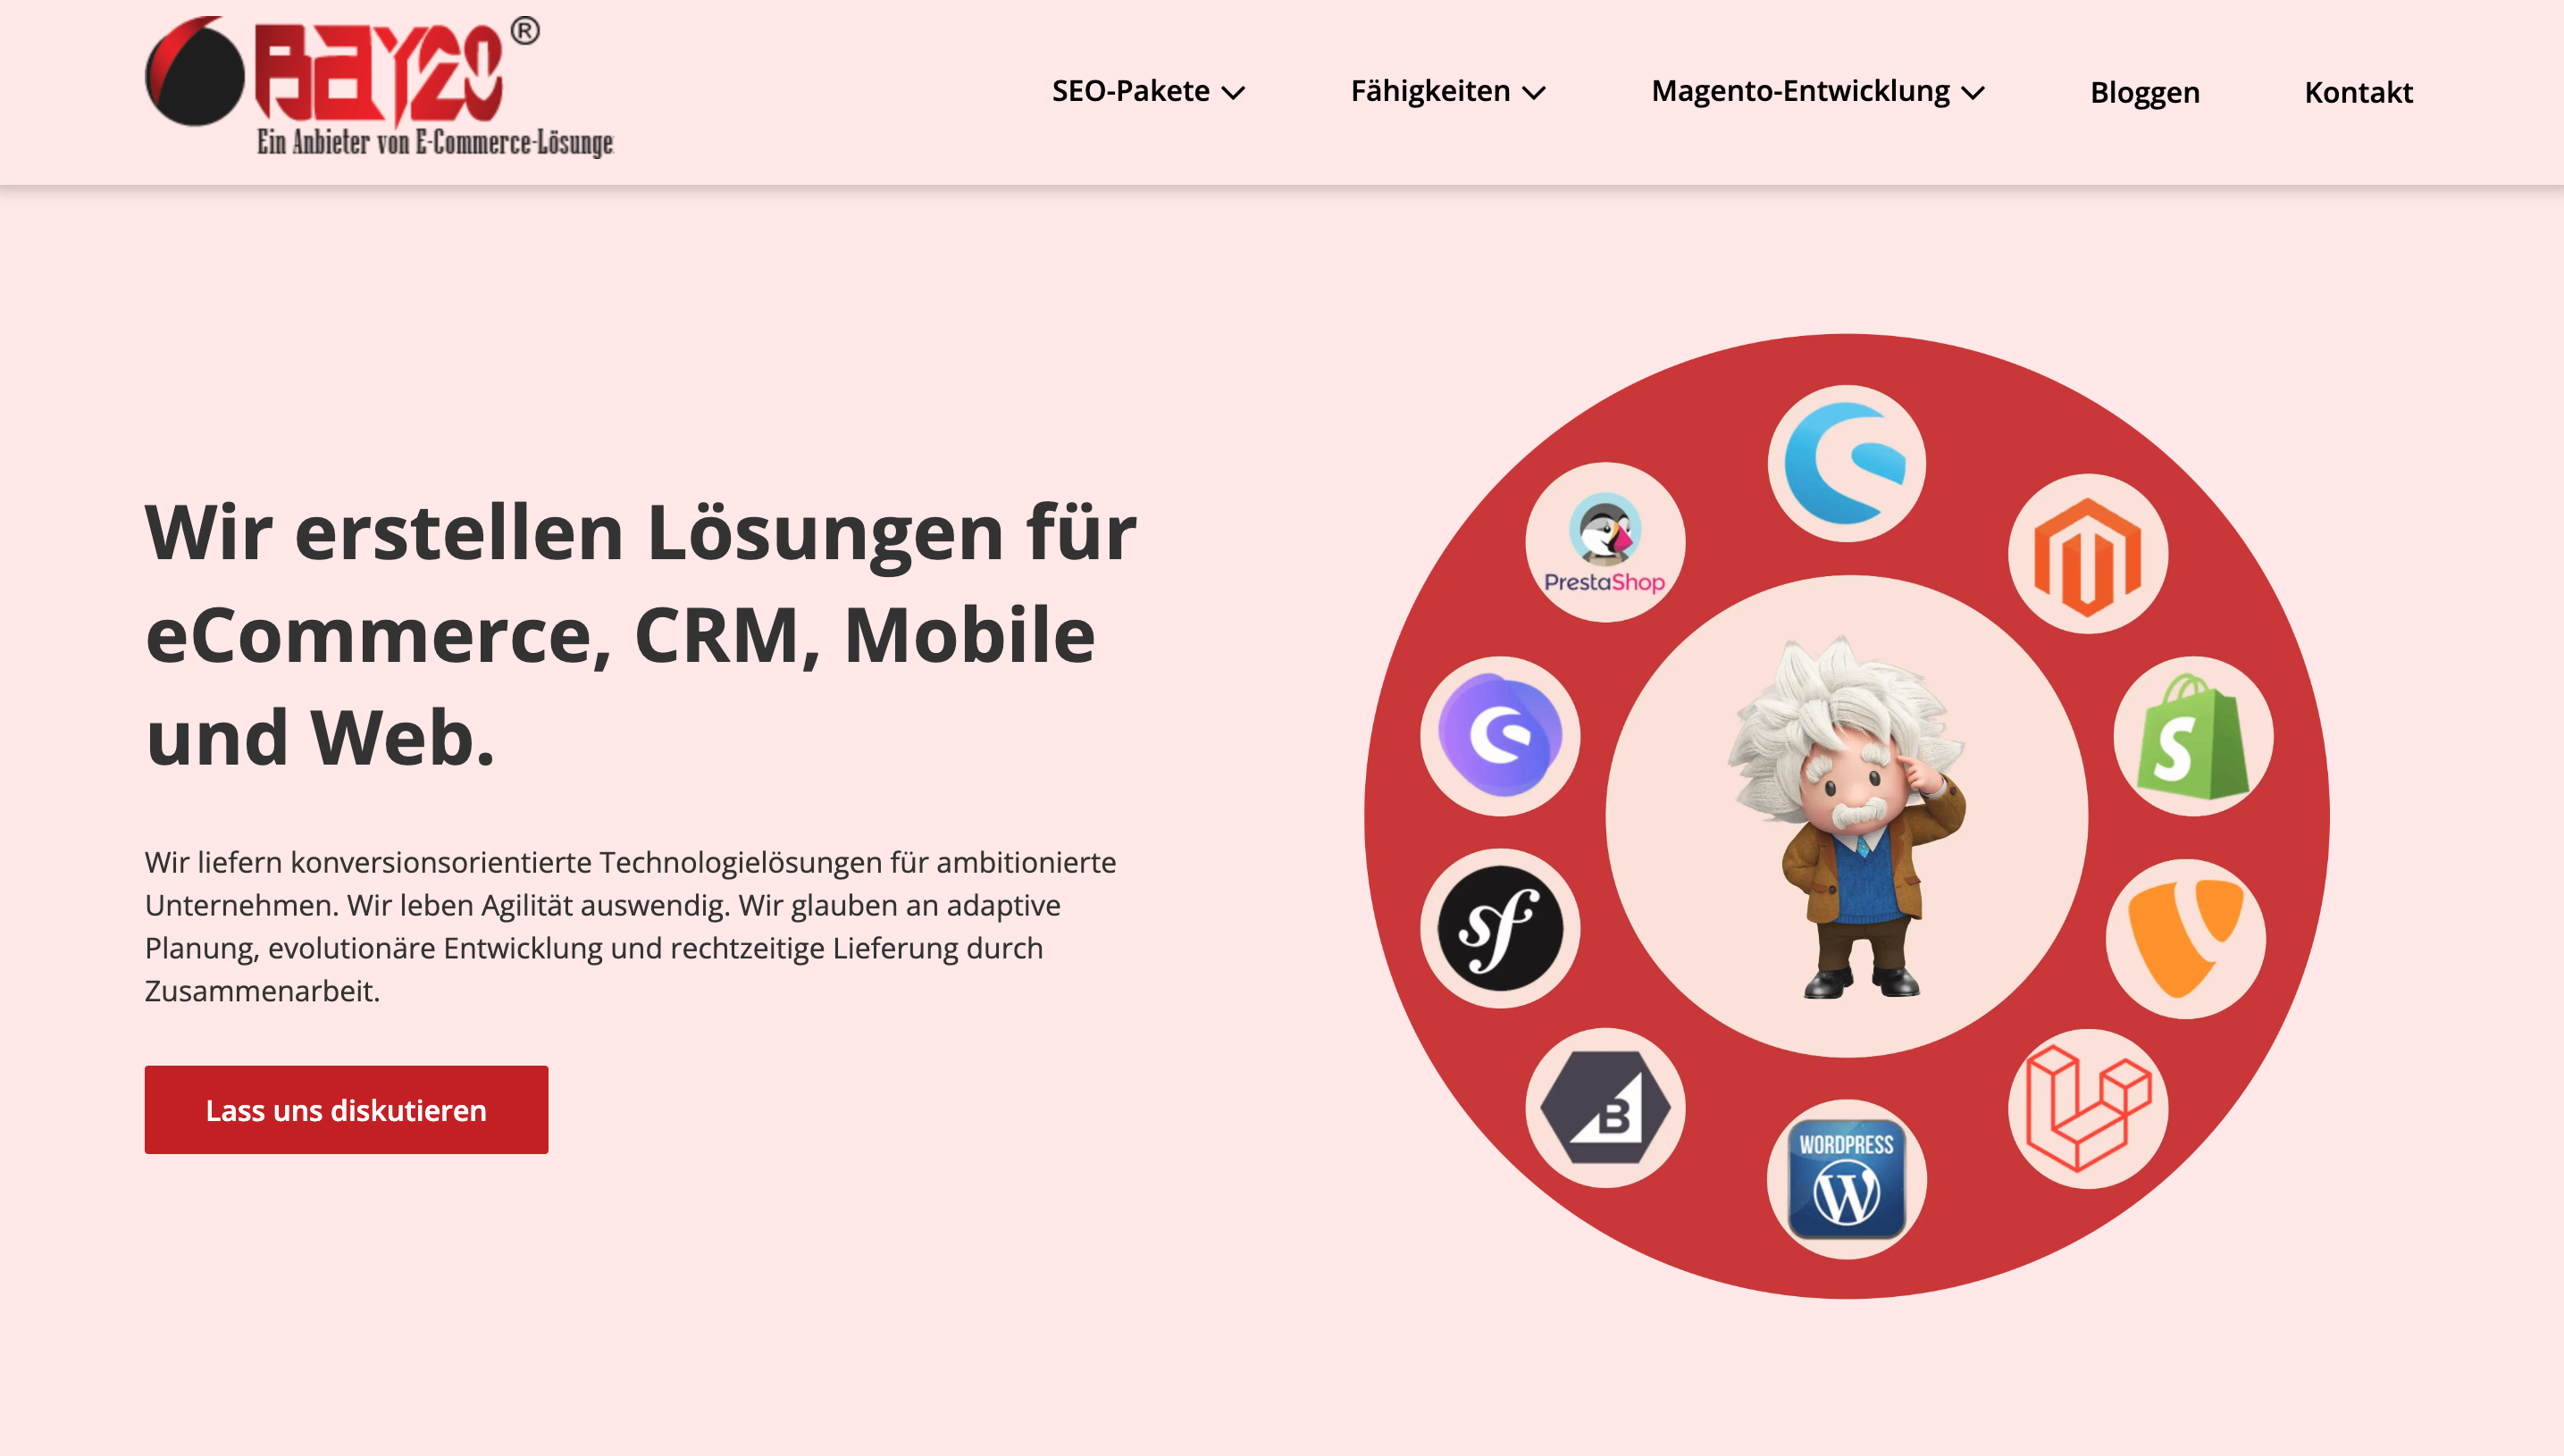 BAYZO ®
Ein Anbieter von E-Commerce-Lösunge
SEO-Pakete
Fähigkeiten
Magento-Entwicklung
Bloggen
Kontakt
Wir erstellen Lösungen für
eCommerce, CRM, Mobile
und Web.
Wir liefern konversionsorientierte Technologielösungen für ambitionierte
Unternehmen. Wir leben Agilität auswendig. Wir glauben an adaptive
Planung, evolutionäre Entwicklung und rechtzeitige Lieferung durch
Zusammenarbeit.
Lass uns diskutieren
PrestaShop
S
sf
B
WORDPRESS
W